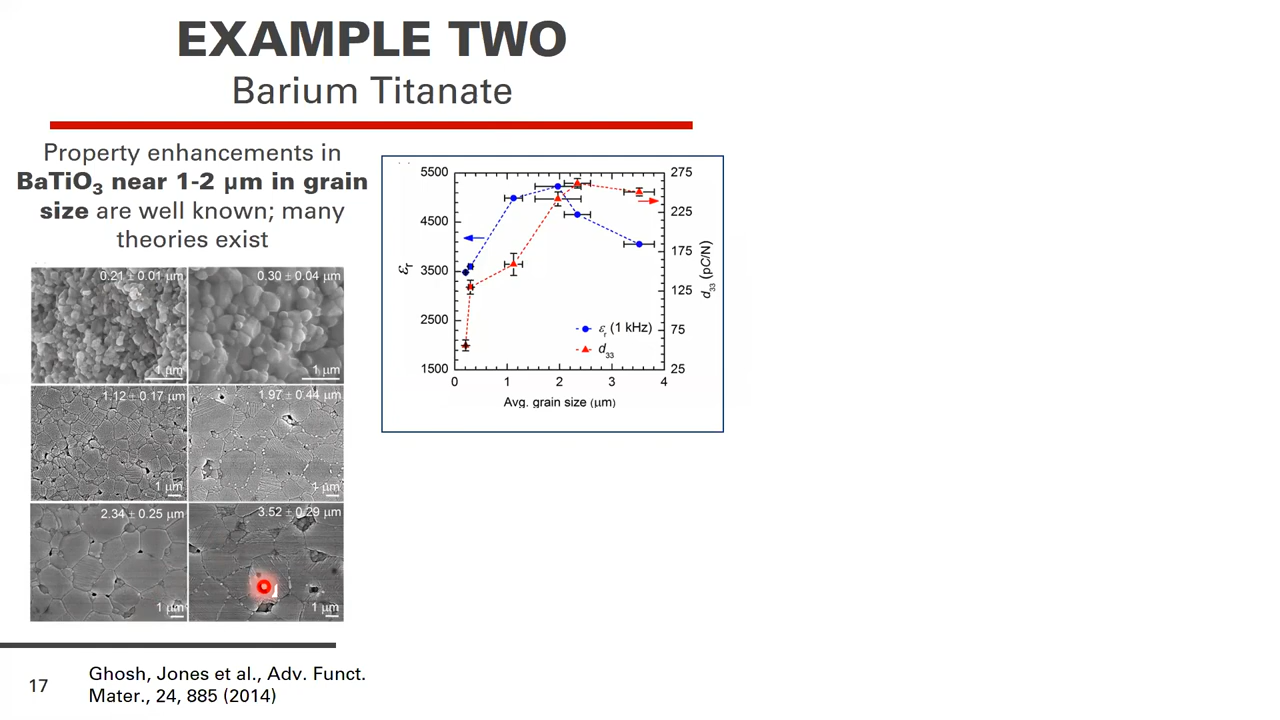 EXAMPLE TWO
Barium Titanate
Property enhancements in
BaTiO₃ near 1-2 µm in grain
size are well known; many
theories exist
0.21 ± 0.01 µm
1 µm
0.30 ± 0.04 µm
1 µm
1.12 ± 0.17 µm
1 µm
1.97 ± 0.44 µm
1 µm
2.34 ± 0.25 µm
1 µm
3.52 ± 0.29 µm
1 µm
5500
4500
3500
2500
1500
εr
275
225
175
125
75
25
d33 (pC/N)
εr (1 kHz)
d33
0 1 2 3 4
Avg. grain size (µm)
17
Ghosh, Jones et al., Adv. Funct.
Mater., 24, 885 (2014)